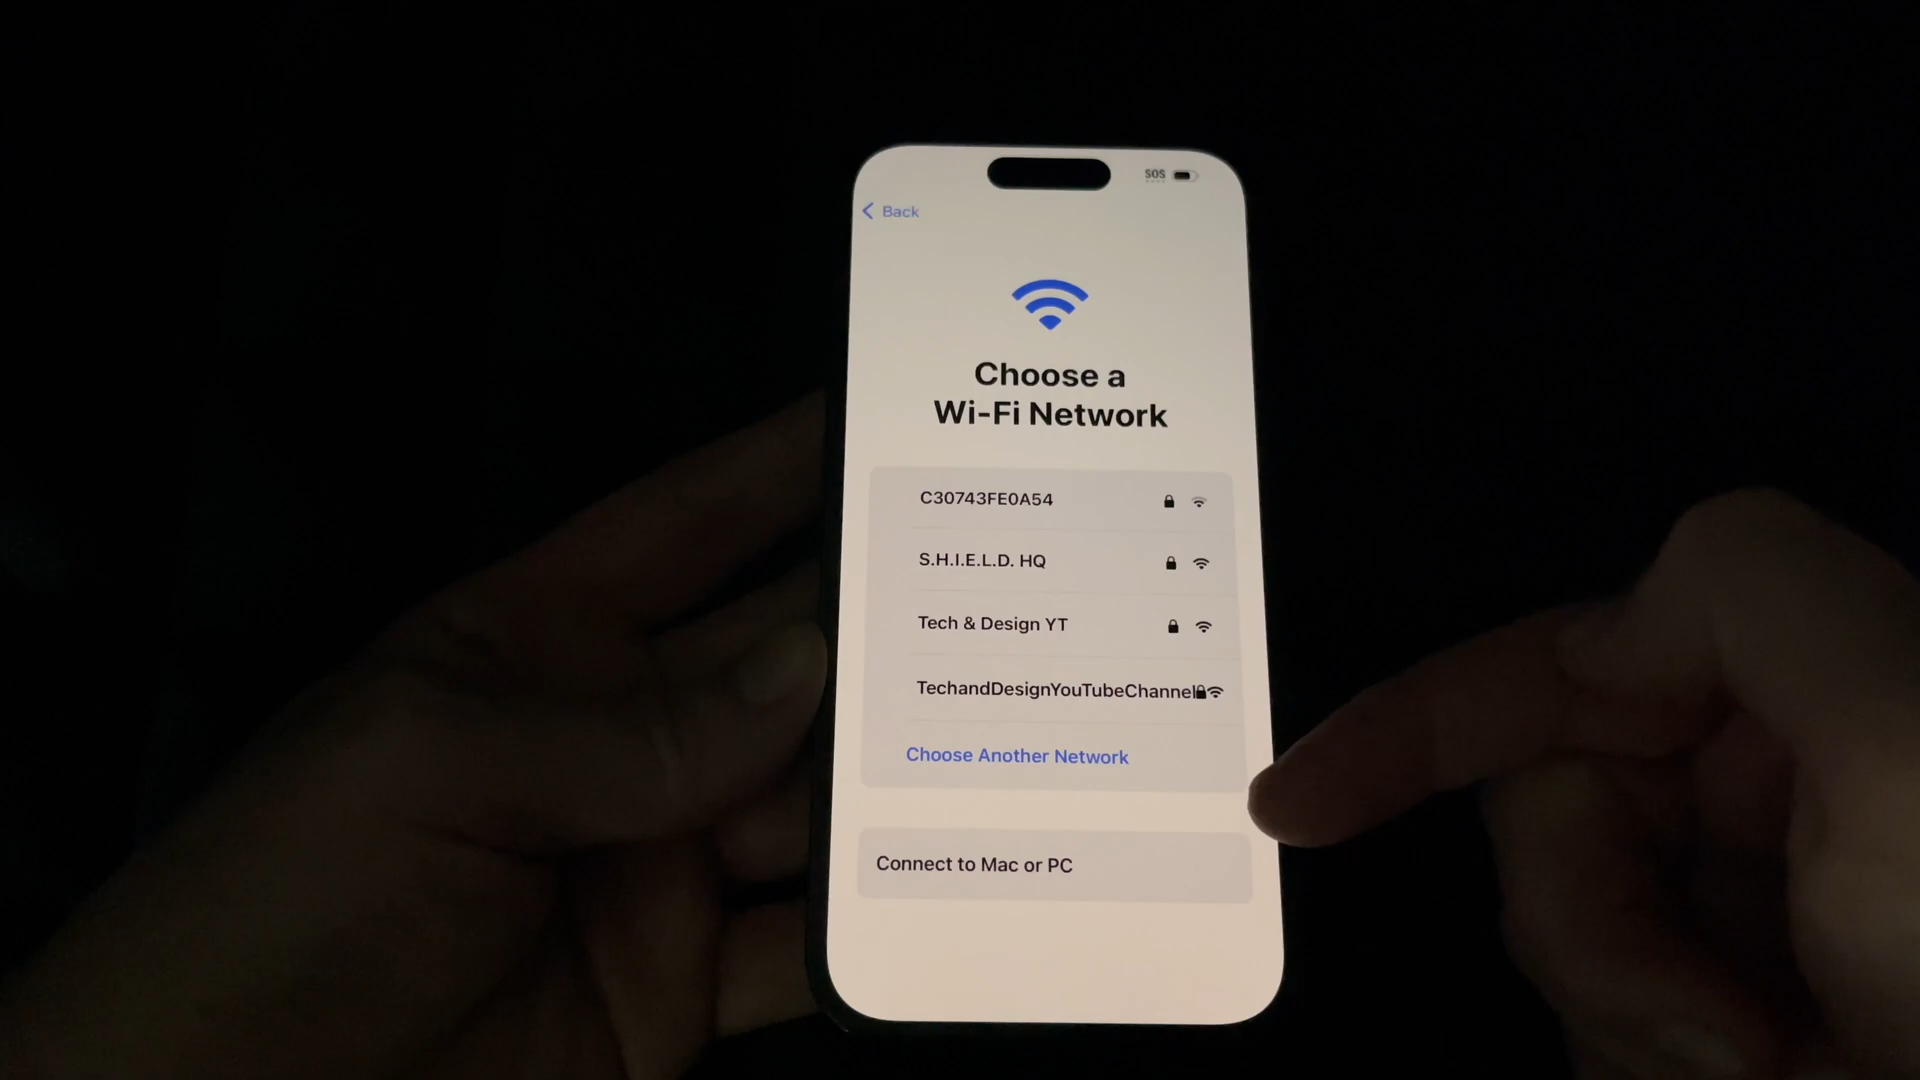 SOS
Back
Choose a
Wi-Fi Network
C30743FE0A54
S.H.I.E.L.D. HQ
Tech & Design YT
TechandDesignYouTubeChannel
Choose Another Network
Connect to Mac or PC